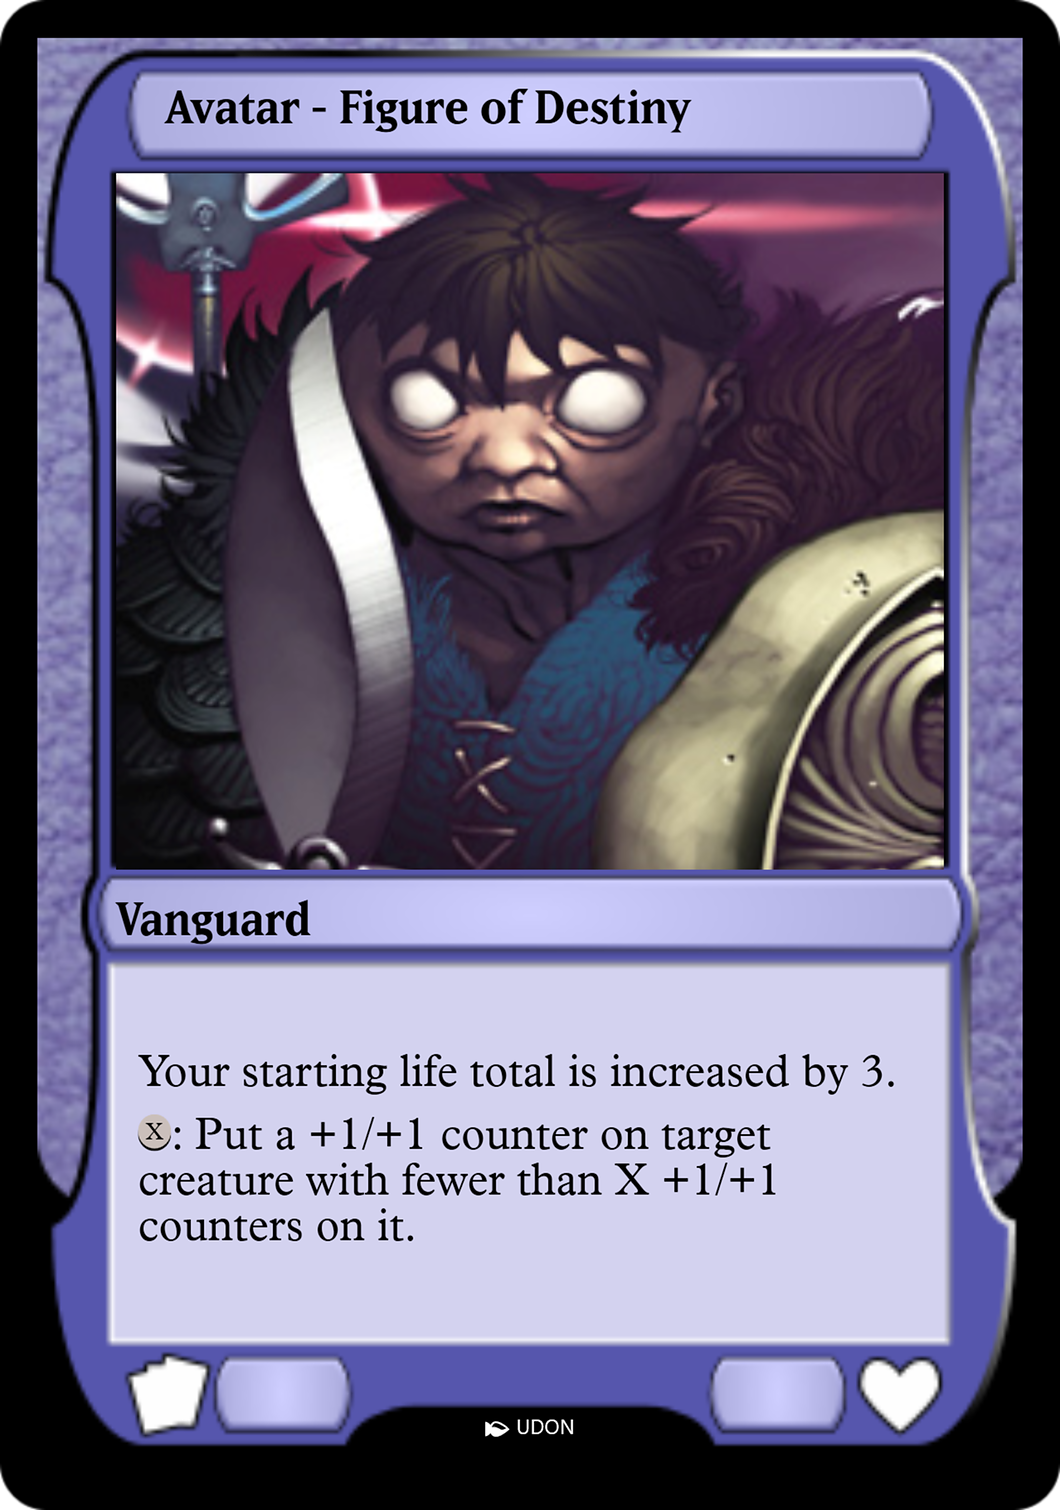 Avatar - Figure of Destiny
Vanguard
Your starting life total is increased by 3.
X: Put a +1/+1 counter on target
creature with fewer than X +1/+1
counters on it.
UDON